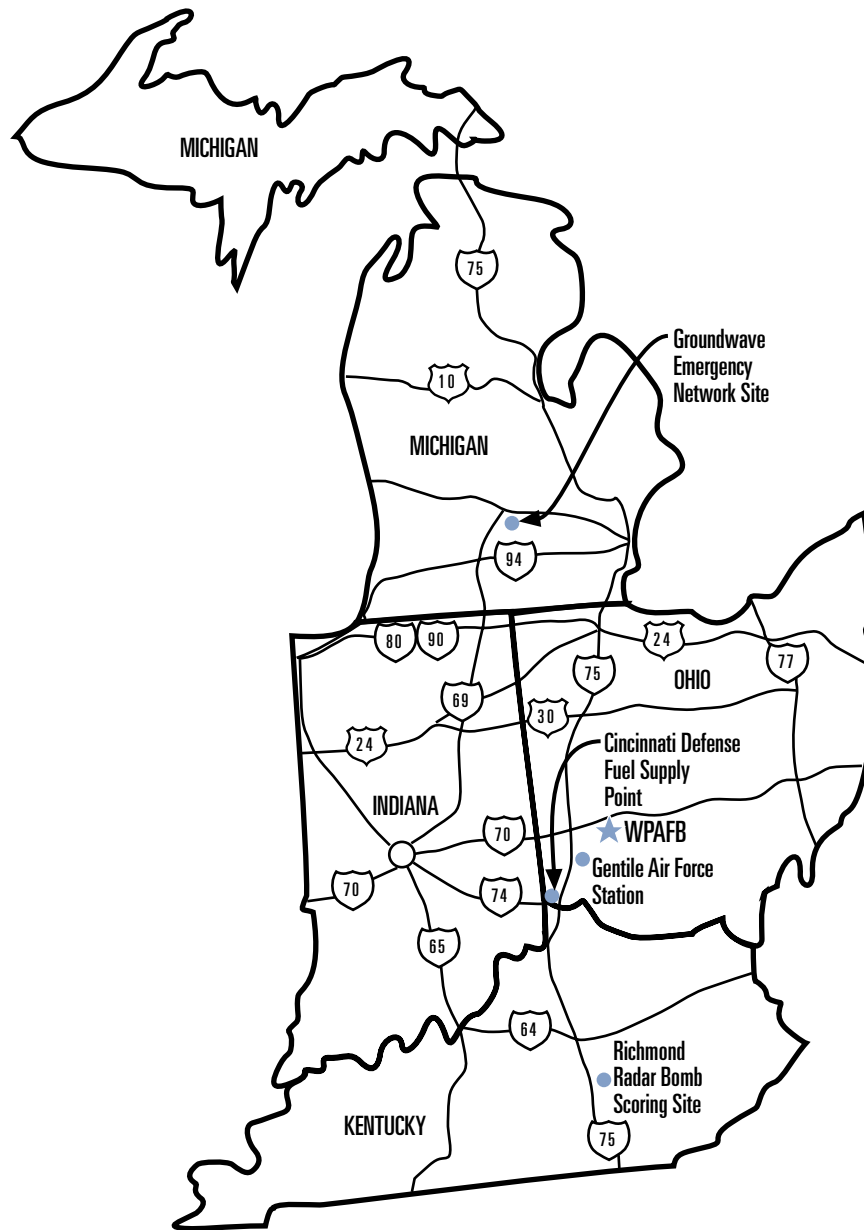 MICHIGAN
75
Groundwave
Emergency
Network Site
10
MICHIGAN
94
80
90
24
75
77
OHIO
69
30
24
Cincinnati Defense
Fuel Supply
Point
INDIANA
70
WPAFB
Gentile Air Force
Station
70
74
65
64
Richmond
Radar Bomb
Scoring Site
KENTUCKY
75